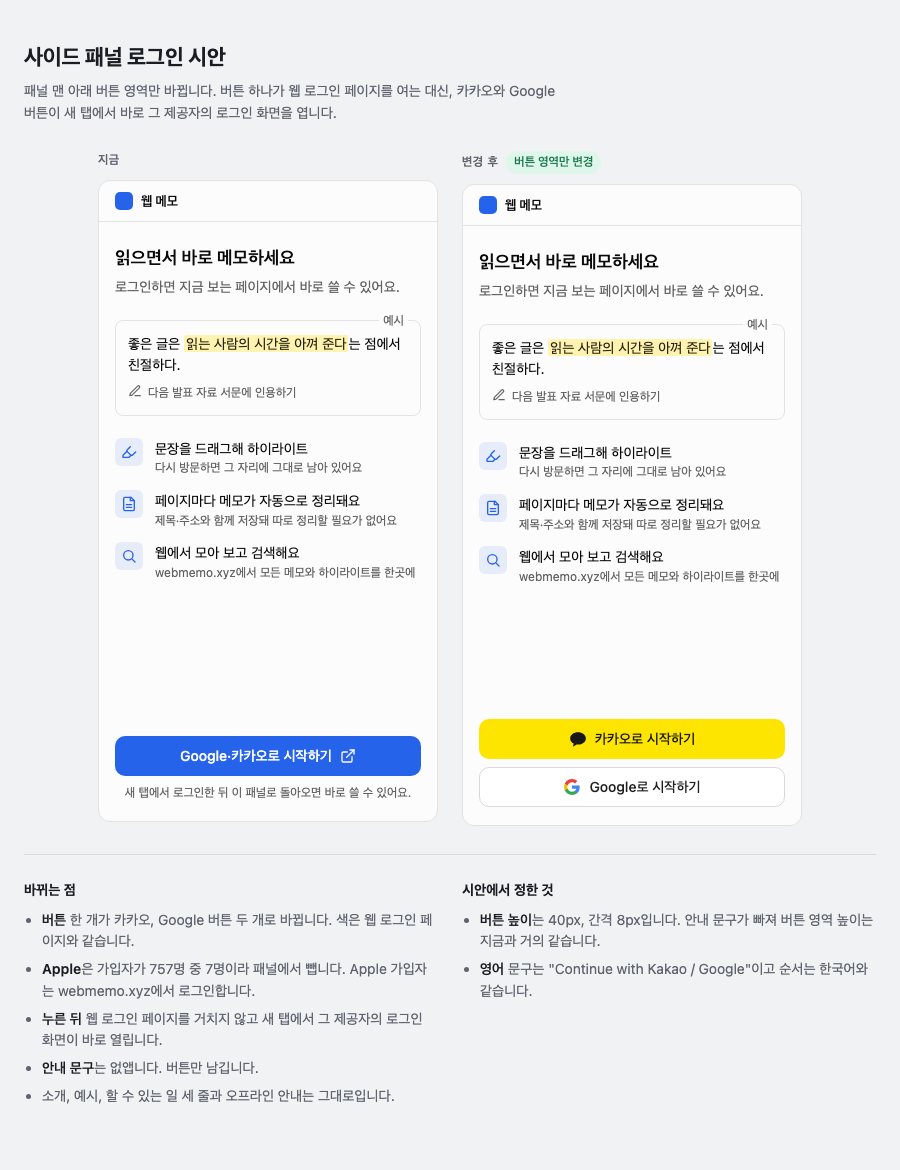 사이드 패널 로그인 시안
패널 맨 아래 버튼 영역만 바뀝니다. 버튼 하나가 웹 로그인 페이지를 여는 대신, 카카오와 Google
버튼이 새 탭에서 바로 그 제공자의 로그인 화면을 엽니다.
지금
웹 메모
읽으면서 바로 메모하세요
로그인하면 지금 보는 페이지에서 바로 쓸 수 있어요.
예시
좋은 글은 읽는 사람의 시간을 아껴 준다는 점에서
친절하다.
다음 발표 자료 서문에 인용하기
문장을 드래그해 하이라이트
다시 방문하면 그 자리에 그대로 남아 있어요
페이지마다 메모가 자동으로 정리돼요
제목·주소와 함께 저장돼 따로 정리할 필요가 없어요
웹에서 모아 보고 검색해요
webmemo.xyz에서 모든 메모와 하이라이트를 한곳에
Google·카카오로 시작하기
새 탭에서 로그인한 뒤 이 패널로 돌아오면 바로 쓸 수 있어요.
변경 후 버튼 영역만 변경
웹 메모
읽으면서 바로 메모하세요
로그인하면 지금 보는 페이지에서 바로 쓸 수 있어요.
예시
좋은 글은 읽는 사람의 시간을 아껴 준다는 점에서
친절하다.
다음 발표 자료 서문에 인용하기
문장을 드래그해 하이라이트
다시 방문하면 그 자리에 그대로 남아 있어요
페이지마다 메모가 자동으로 정리돼요
제목·주소와 함께 저장돼 따로 정리할 필요가 없어요
웹에서 모아 보고 검색해요
webmemo.xyz에서 모든 메모와 하이라이트를 한곳에
카카오로 시작하기
Google로 시작하기
바뀌는 점
버튼 한 개가 카카오, Google 버튼 두 개로 바뀝니다. 색은 웹 로그인 페
이지와 같습니다.
Apple은 가입자가 757명 중 7명이라 패널에서 뺍니다. Apple 가입자
는 webmemo.xyz에서 로그인합니다.
누른 뒤 웹 로그인 페이지를 거치지 않고 새 탭에서 그 제공자의 로그인
화면이 바로 열립니다.
안내 문구는 없앱니다. 버튼만 남깁니다.
소개, 예시, 할 수 있는 일 세 줄과 오프라인 안내는 그대로입니다.
시안에서 정한 것
버튼 높이는 40px, 간격 8px입니다. 안내 문구가 빠져 버튼 영역 높이는
지금과 거의 같습니다.
영어 문구는 "Continue with Kakao / Google"이고 순서는 한국어와
같습니다.